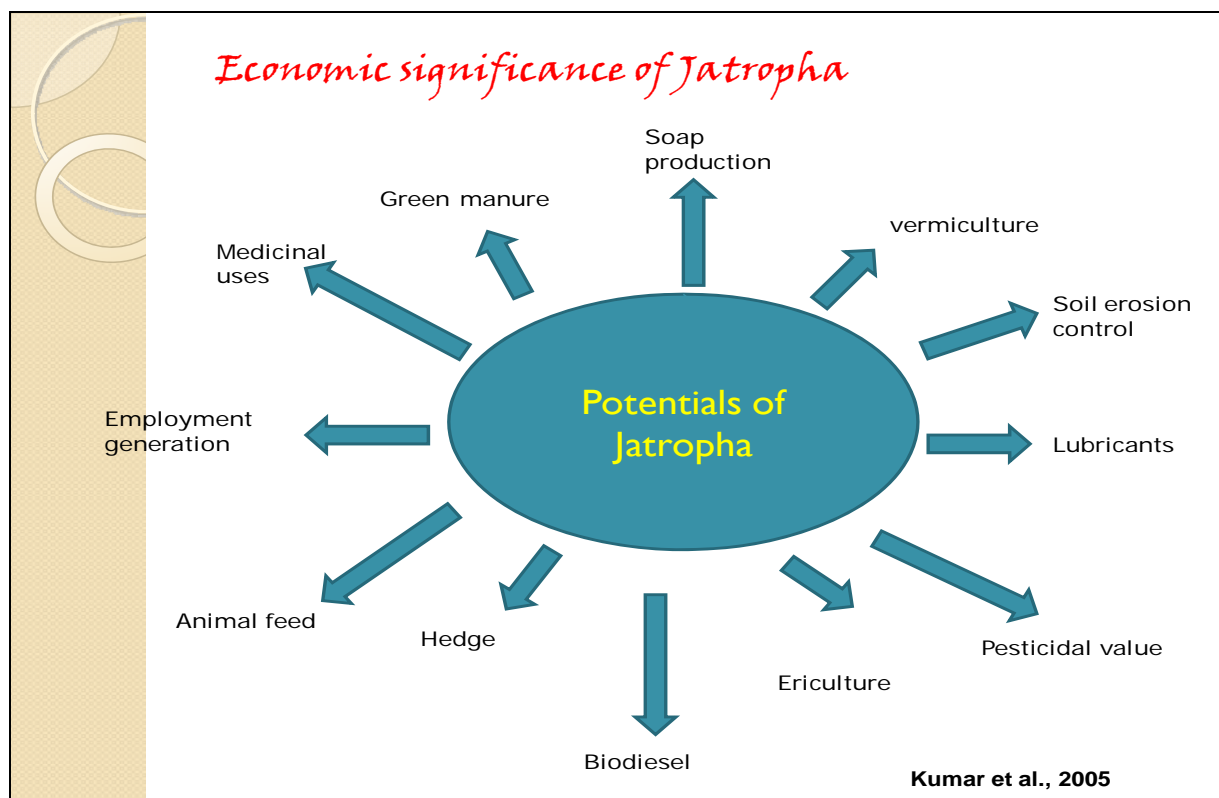 Economic significance of Jatropha
Soap
production
Green manure
vermiculture
Medicinal
uses
Soil erosion
control
Potentials of
Jatropha
Employment
generation
Lubricants
Animal feed
Hedge
Pesticidal value
Ericulture
Biodiesel
Kumar et al., 2005